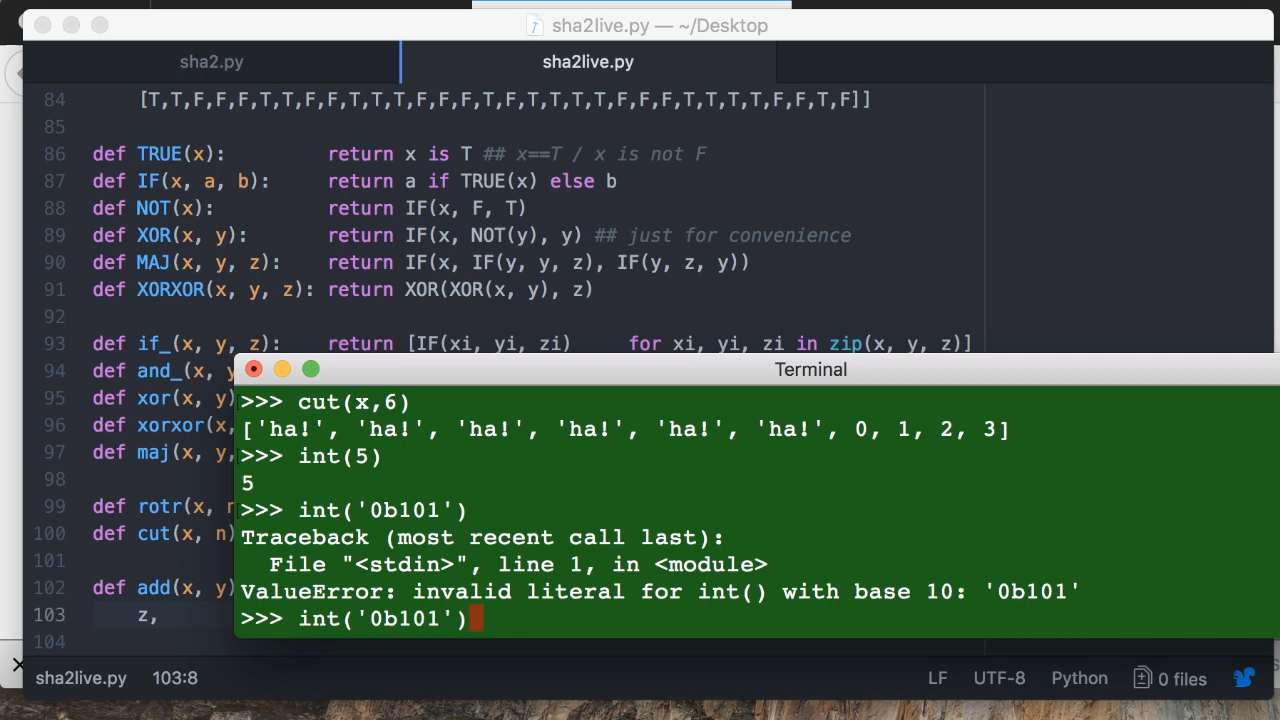 sha2live.py — ~/Desktop
sha2.py
sha2live.py
84 [T,T,F,F,F,T,T,F,F,T,T,T,F,F,F,T,F,T,T,T,T,F,F,F,T,T,T,T,F,F,T,F]]
85
86 def TRUE(x): return x is T ## x==T / x is not F
87 def IF(x, a, b): return a if TRUE(x) else b
88 def NOT(x): return IF(x, F, T)
89 def XOR(x, y): return IF(x, NOT(y), y) ## just for convenience
90 def MAJ(x, y, z): return IF(x, IF(y, y, z), IF(y, z, y))
91 def XORXOR(x, y, z): return XOR(XOR(x, y), z)
92
93 def if_(x, y, z): return [IF(xi, yi, zi) for xi, yi, zi in zip(x, y, z)]
94 def and_(x, y
95 def xor(x, y)
96 def xorxor(x,
97 def maj(x, y,
98
99 def rotr(x, n
100 def cut(x, n)
101
102 def add(x, y)
103 z,
104
Terminal
>>> cut(x,6)
['ha!', 'ha!', 'ha!', 'ha!', 'ha!', 'ha!', 0, 1, 2, 3]
>>> int(5)
5
>>> int('0b101')
Traceback (most recent call last):
File "<stdin>", line 1, in <module>
ValueError: invalid literal for int() with base 10: '0b101'
>>> int('0b101')
sha2live.py 103:8 LF UTF-8 Python 0 files